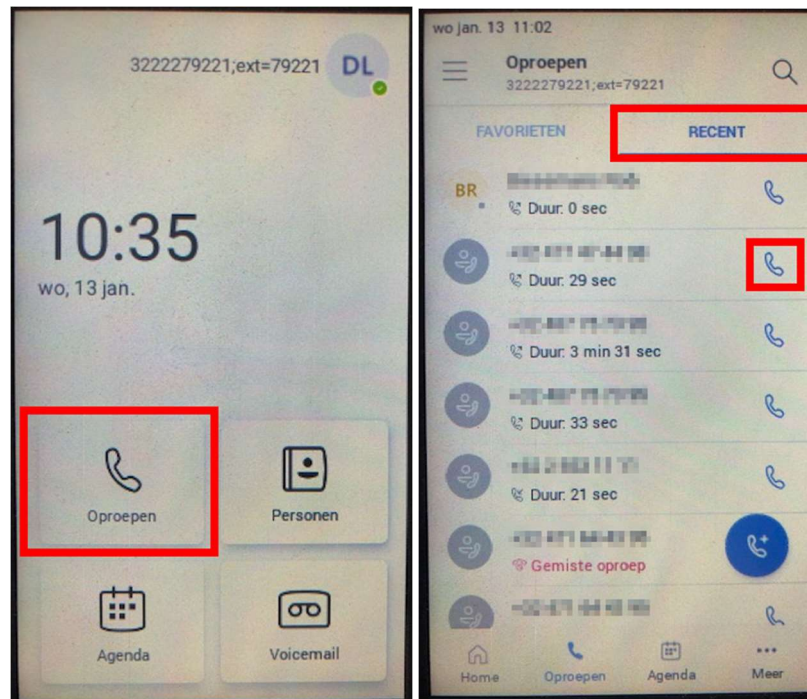 3222279221;ext=79221
DL
10:35
wo, 13 jan.
Oproepen
Personen
Agenda
Voicemail
wo jan. 13 11:02
Oproepen
3222279221;ext=79221
FAVORIETEN
RECENT
BR
Duur: 0 sec
Duur: 29 sec
Duur: 3 min 31 sec
Duur: 33 sec
Duur: 21 sec
Gemiste oproep
Home
Oproepen
Agenda
Meer